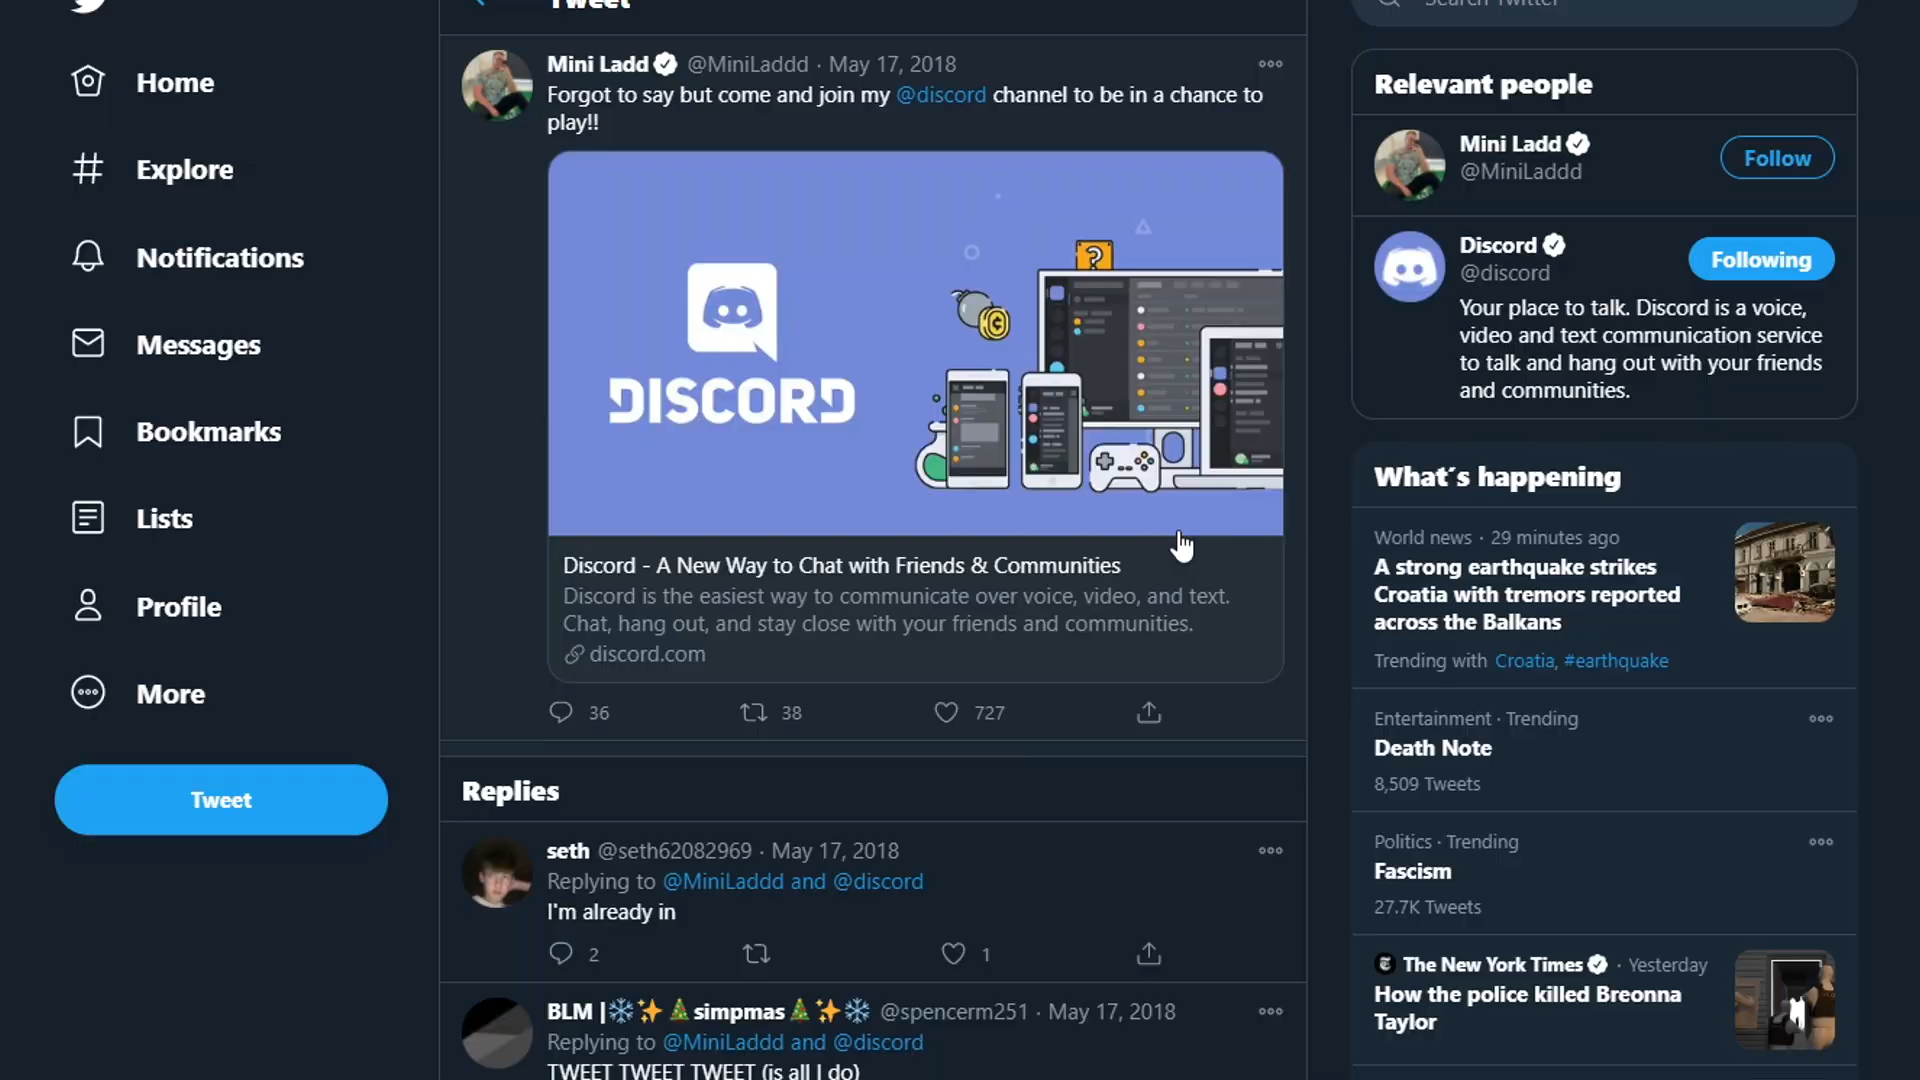 Tweet
Search Twitter
Home
Explore
Notifications
Messages
Bookmarks
Lists
Profile
More
Tweet
Mini Ladd @MiniLaddd · May 17, 2018
Forgot to say but come and join my @discord channel to be in a chance to
play!!
DISCORD
?
Discord - A New Way to Chat with Friends & Communities
Discord is the easiest way to communicate over voice, video, and text.
Chat, hang out, and stay close with your friends and communities.
discord.com
36 38 727
Replies
seth @seth62082969 · May 17, 2018
Replying to @MiniLaddd and @discord
I'm already in
2 1
BLM |❄️✨🎄simpmas🎄✨❄️ @spencerm251 · May 17, 2018
Replying to @MiniLaddd and @discord
TWEET TWEET TWEET (is all I do)
Relevant people
Mini Ladd
@MiniLaddd
Follow
Discord
@discord
Following
Your place to talk. Discord is a voice,
video and text communication service
to talk and hang out with your friends
and communities.
What´s happening
World news · 29 minutes ago
A strong earthquake strikes
Croatia with tremors reported
across the Balkans
Trending with Croatia, #earthquake
Entertainment · Trending
Death Note
8,509 Tweets
Politics · Trending
Fascism
27.7K Tweets
The New York Times · Yesterday
How the police killed Breonna
Taylor